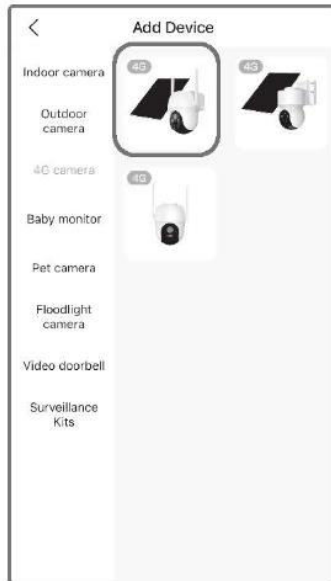 Add Device
Indoor camera
Outdoor
camera
4G camera
Baby monitor
Pet camera
Floodlight
camera
Video doorbell
Surveillance
Kits
4G
4G
4G